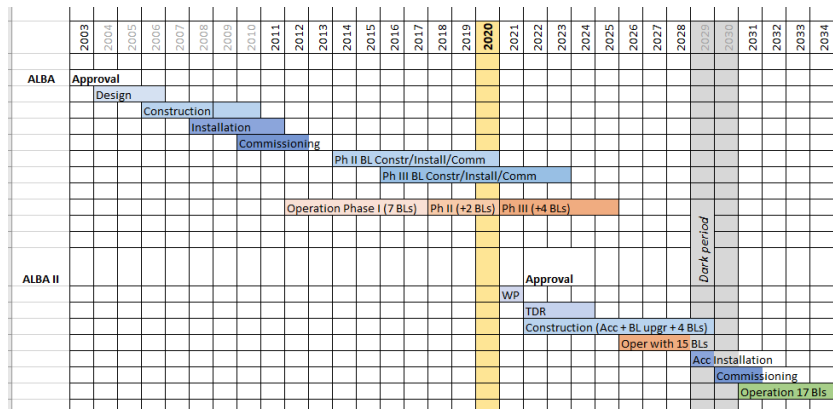 2003 2004 2005 2006 2007 2008 2009 2010 2011 2012 2013 2014 2015 2016 2017 2018 2019 2020 2021 2022 2023 2024 2025 2026 2027 2028 2029 2030 2031 2032 2033 2034
ALBA Approval
Design
Construction
Installation
Commissioning
Ph II BL Constr/Install/Comm
Ph III BL Constr/Install/Comm
Operation Phase I (7 BLs) Ph II (+2 BLs) Ph III (+4 BLs)
Dark period
ALBA II Approval
WP
TDR
Construction (Acc + BL upgr + 4 BLs)
Oper with 15 BLs
Acc Installation
Commissioning
Operation 17 Bls